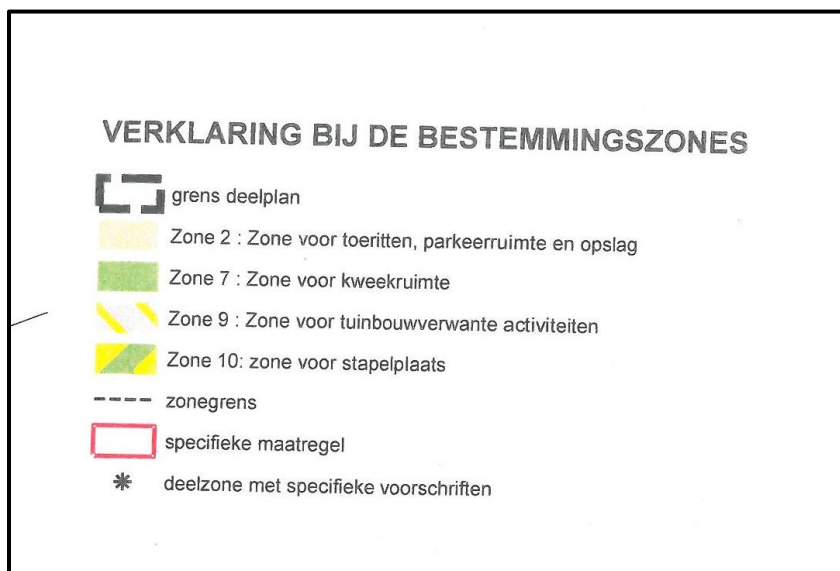 VERKLARING BIJ DE BESTEMMINGSZONES
grens deelplan
Zone 2 : Zone voor toeritten, parkeerruimte en opslag
Zone 7 : Zone voor kweekruimte
Zone 9 : Zone voor tuinbouwverwante activiteiten
Zone 10: zone voor stapelplaats
zonegrens
specifieke maatregel
* deelzone met specifieke voorschriften